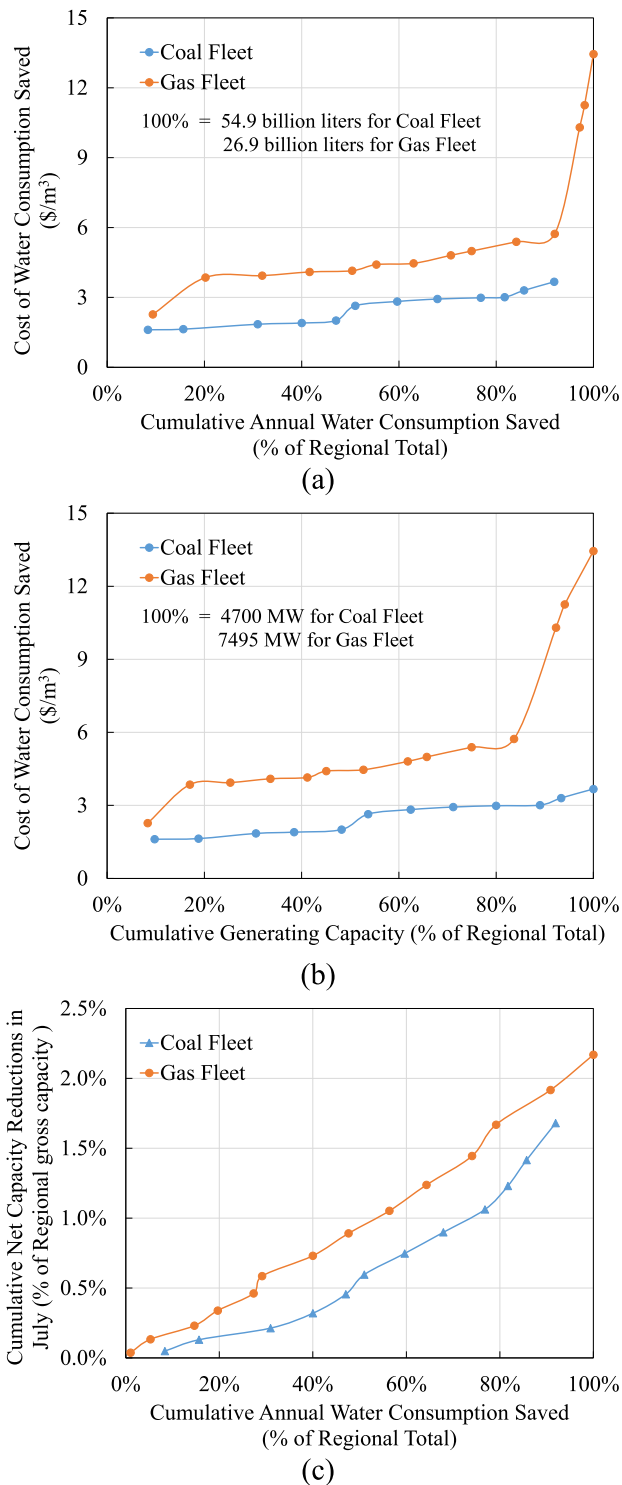 15
12
9
6
3
0
Cost of Water Consumption Saved
($/m³)
Coal Fleet
Gas Fleet
100% = 54.9 billion liters for Coal Fleet
26.9 billion liters for Gas Fleet
0% 20% 40% 60% 80% 100%
Cumulative Annual Water Consumption Saved
(% of Regional Total)
(a)
15
12
9
6
3
0
Cost of Water Consumption Saved
($/m³)
Coal Fleet
Gas Fleet
100% = 4700 MW for Coal Fleet
7495 MW for Gas Fleet
0% 20% 40% 60% 80% 100%
Cumulative Generating Capacity (% of Regional Total)
(b)
2.5%
2.0%
1.5%
1.0%
0.5%
0.0%
Cumulative Net Capacity Reductions in
July (% of Regional gross capacity )
Coal Fleet
Gas Fleet
0% 20% 40% 60% 80% 100%
Cumulative Annual Water Consumption Saved
(% of Regional Total)
(c)